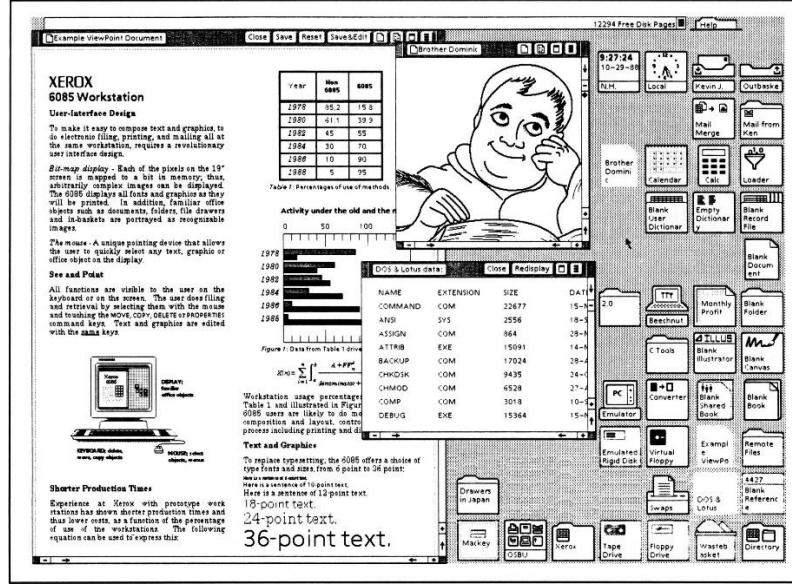 12294 Free Disk Pages
Help
Example ViewPoint Document
Close Save Reset Save&Edit
XEROX
6085 Workstation
User-Interface Design
To make it easy to compose text and graphics, to
do electronic filing, printing, and mailing all at
the same workstation, requires a revolutionary
user interface design.
Bit-map display - Each of the pixels on the 19"
screen is mapped to a bit in memory; thus,
arbitrarily complex images can be displayed.
The 6085 displays all fonts and graphics as they
will be printed. In addition, familiar office
objects such as documents, folders, file drawers
and in-baskets are portrayed as recognizable
images.
The mouse - A unique pointing device that allows
the user to quickly select any text, graphic or
office object on the display.
See and Point
All functions are visible to the user on the
keyboard or on the screen. The user does filing
and retrieval by selecting them with the mouse
and touching the MOVE, COPY, DELETE or PROPERTIES
command keys. Text and graphics are edited
with the same keys.
Xerox
6085
DISPLAY:
familiar
office objects
KEYBOARD: delete,
move, copy objects
MOUSE: select
objects, menus
Shorter Production Times
Experience at Xerox with prototype work
stations has shown shorter production times and
thus lower costs, as a function of the percentage
of use of the workstations. The following
equation can be used to express this:
Year Non 6085 6085
1978 85.2 15.8
1980 61.1 39.9
1982 45 55
1984 30 70
1986 10 90
1988 5 95
Table 1: Percentages of use of methods
Activity under the old and the n
0 50 100
1978
1980
1982
1984
1986
1988
Figure 1: Data from Table 1 drive
Workstation usage percentages
Table 1 and illustrated in Figur
6085 users are likely to do mo
composition and layout, contro
process including printing and di
Text and Graphics
To replace typesetting, the 6085 offers a choice of
type fonts and sizes, from 6 point to 36 point:
Here is a sentence of 10-point text.
Here is a sentence of 12-point text.
18-point text.
24-point text.
36-point text.
Brother Dominic
DOS & Lotus data:
Close Redisplay
NAME EXTENSION SIZE DATE
COMMAND COM 22677 15-N
ANSI SYS 2556 18-S
ASSIGN COM 864 28-N
ATTRIB EXE 15091 14-N
BACKUP COM 17024 28-A
CHKDSK COM 9435 24-C
CHMOD COM 6528 27-A
COMP COM 3018 10-S
DEBUG EXE 15364 15-N
9:27:24
10-29-88
N.H.
Local
Kevin J.
Outbaske
Mail
Merge
Mail from
Ken
Brother
Domini
c
Calendar
Calc
Loader
Blank
User
Dictionar
Empty
Dictionar
y
Blank
Record
File
Blank
Docum
ent
2.0
TTY
Beechnut
Monthly
Profit
Blank
Folder
C Tools
ILLUS
Blank
Illustrator
Blank
Canvas
PC
Emulator
Converter
Blank
Shared
Book
Blank
Book
Emulated
Rigid Disk
Virtual
Floppy
Exampl
e
ViewPo
Remote
Files
Drawers
in Japan
Swaps
DOS &
Lotus
4427
Blank
Referenc
e
Mackey
OSBU
Xerox
Tape
Drive
Floppy
Drive
Wasteb
asket
Directory